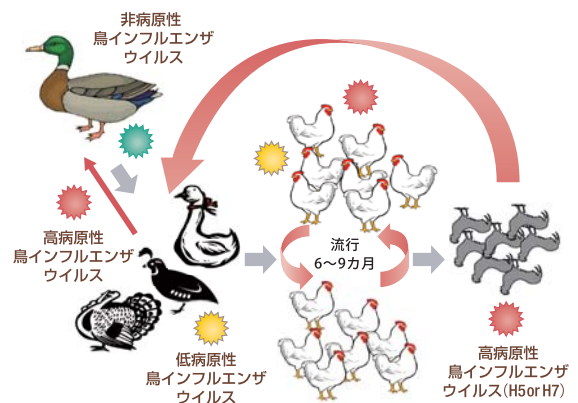 非病原性
鳥インフルエンザ
ウイルス
高病原性
鳥インフルエンザ
ウイルス
流行
6〜9カ月
低病原性
鳥インフルエンザ
ウイルス
高病原性
鳥インフルエンザ
ウイルス(H5 or H7)